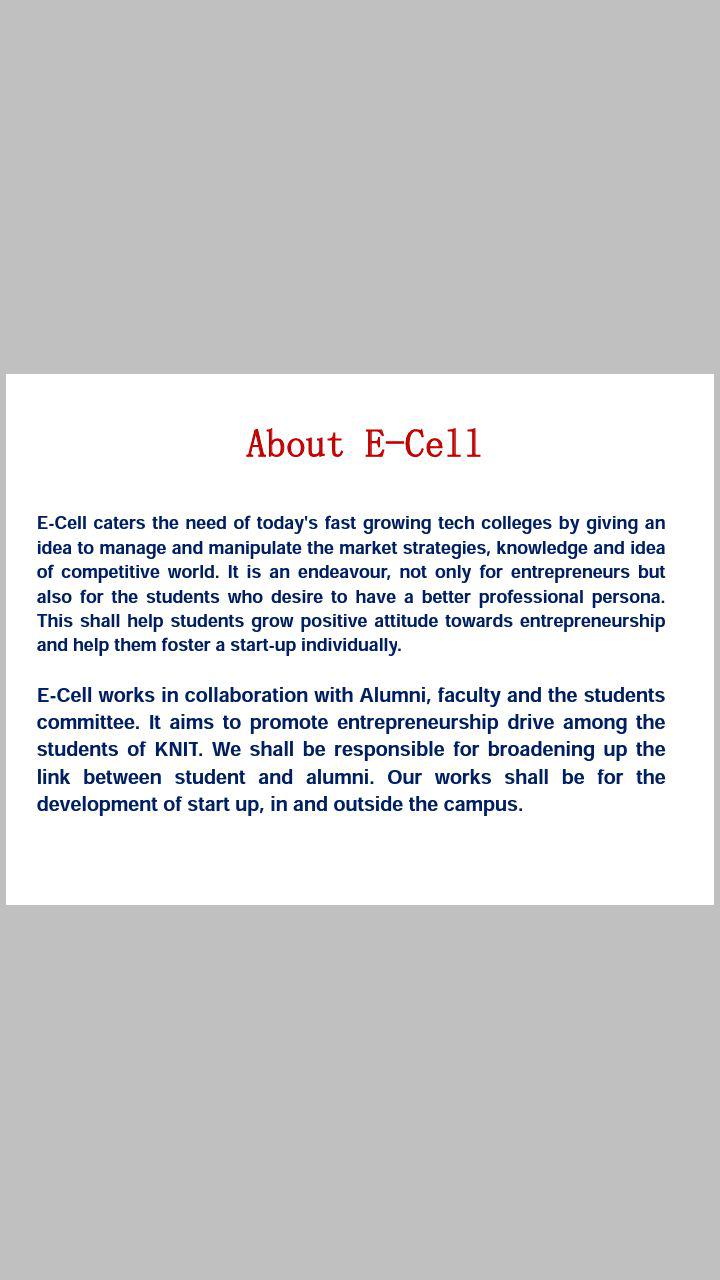 About E-Cell
E-Cell caters the need of today's fast growing tech colleges by giving an
idea to manage and manipulate the market strategies, knowledge and idea
of competitive world. It is an endeavour, not only for entrepreneurs but
also for the students who desire to have a better professional persona.
This shall help students grow positive attitude towards entrepreneurship
and help them foster a start-up individually.
E-Cell works in collaboration with Alumni, faculty and the students
committee. It aims to promote entrepreneurship drive among the
students of KNIT. We shall be responsible for broadening up the
link between student and alumni. Our works shall be for the
development of start up, in and outside the campus.